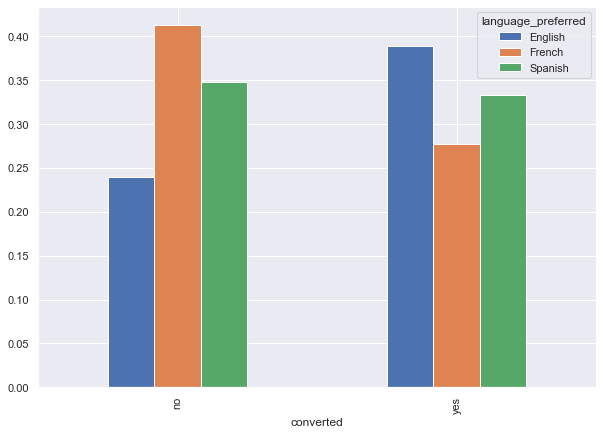 language_preferred
English
French
Spanish
0.40
0.35
0.30
0.25
0.20
0.15
0.10
0.05
0.00
no
yes
converted